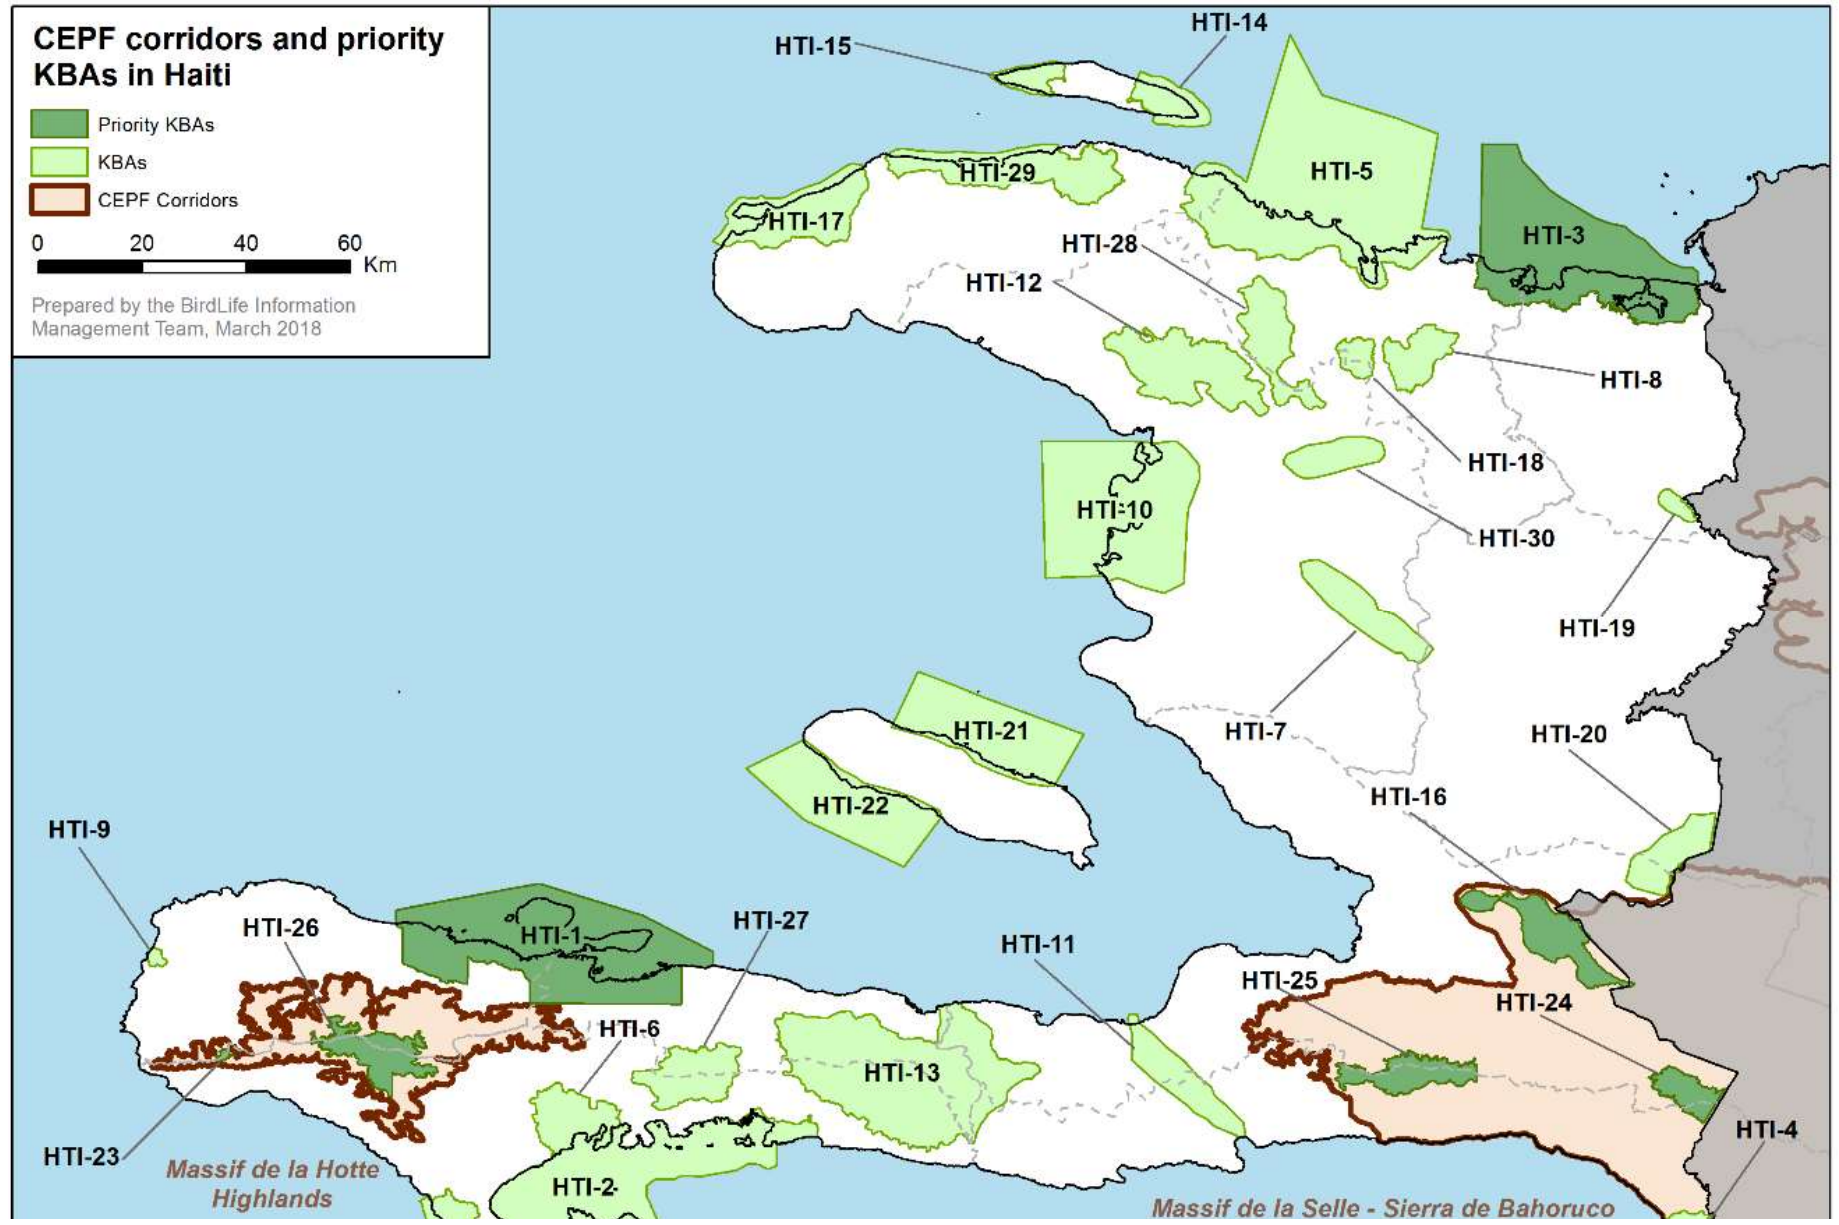 CEPF corridors and priority
KBAs in Haiti
Priority KBAs
KBAs
CEPF Corridors
0 20 40 60
Km
Prepared by the BirdLife Information
Management Team, March 2018
HTI-14
HTI-15
HTI-5
HTI-29
HTI-17
HTI-3
HTI-28
HTI-12
HTI-8
HTI-18
HTI-10
HTI-30
HTI-19
HTI-7
HTI-21
HTI-20
HTI-16
HTI-22
HTI-9
HTI-26
HTI-1
HTI-27
HTI-11
HTI-25
HTI-24
HTI-6
HTI-13
HTI-4
HTI-23
Massif de la Hotte
Highlands
HTI-2
Massif de la Selle - Sierra de Bahoruco